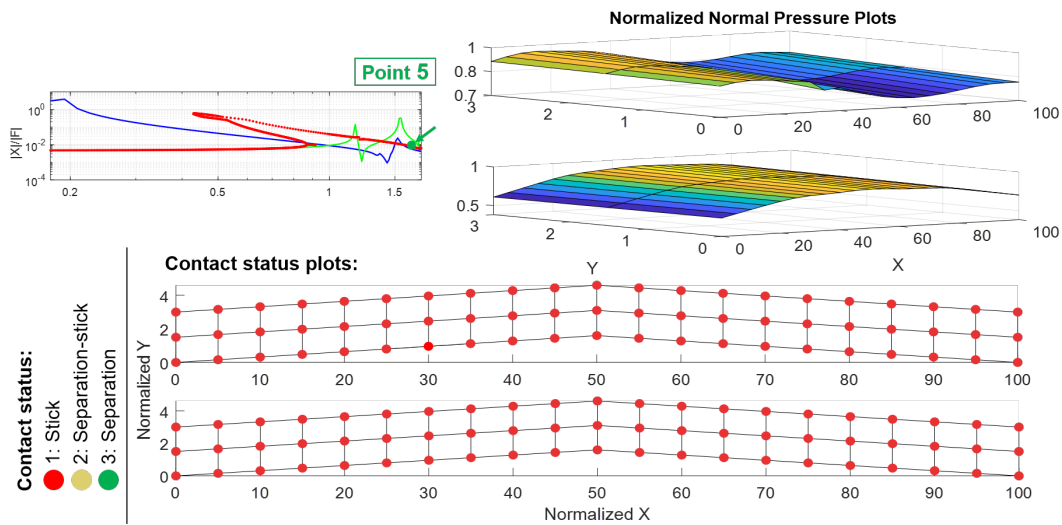 Normalized Normal Pressure Plots
Point 5
|X|/|F|
10^0
10^-2
10^-4
0.2 0.5 1 1.5
1
0.8
0.7
3 2 1 0
0 20 40 60 80 100
1
0.5
3 2 1 0
0 20 40 60 80 100
Y X
Contact status plots:
4
2
0
0 10 20 30 40 50 60 70 80 90 100
4
2
0
0 10 20 30 40 50 60 70 80 90 100
Normalized Y
Normalized X
Contact status:
1: Stick
2: Separation-stick
3: Separation